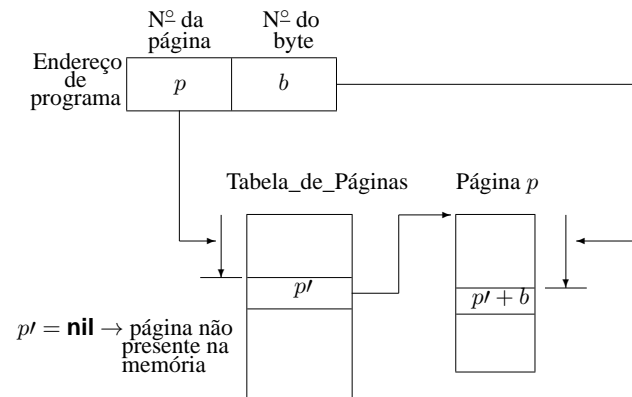 Nº da
página
Nº do
byte
Endereço
de
programa
p
b
Tabela_de_Páginas
Página p
p′
p′ + b
p′ = nil → página não
presente na
memória